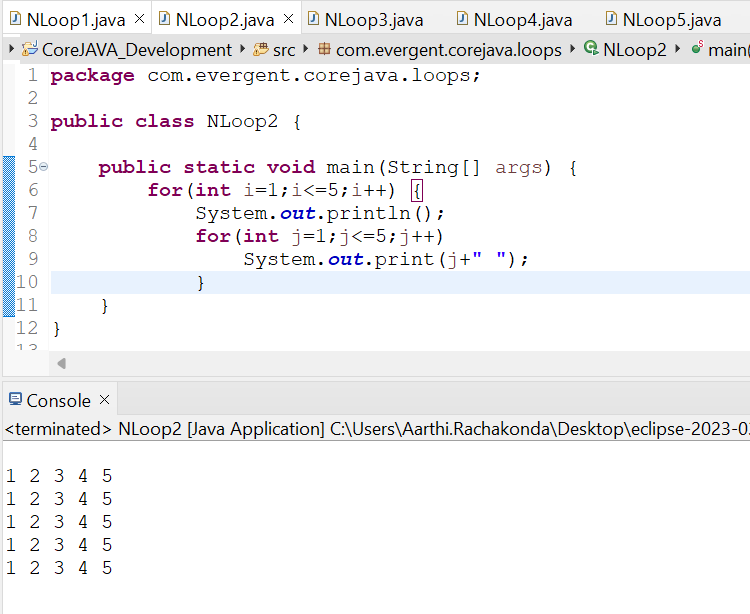 NLoop1.java NLoop2.java NLoop3.java NLoop4.java NLoop5.java
CoreJAVA_Development src com.evergent.corejava.loops NLoop2 main(
1 package com.evergent.corejava.loops;
2
3 public class NLoop2 {
4
5 public static void main(String[] args) {
6 for(int i=1;i<=5;i++) {
7 System.out.println();
8 for(int j=1;j<=5;j++)
9 System.out.print(j+" ");
10 }
11 }
12 }
13
Console
<terminated> NLoop2 [Java Application] C:\Users\Aarthi.Rachakonda\Desktop\eclipse-2023-03
1 2 3 4 5
1 2 3 4 5
1 2 3 4 5
1 2 3 4 5
1 2 3 4 5